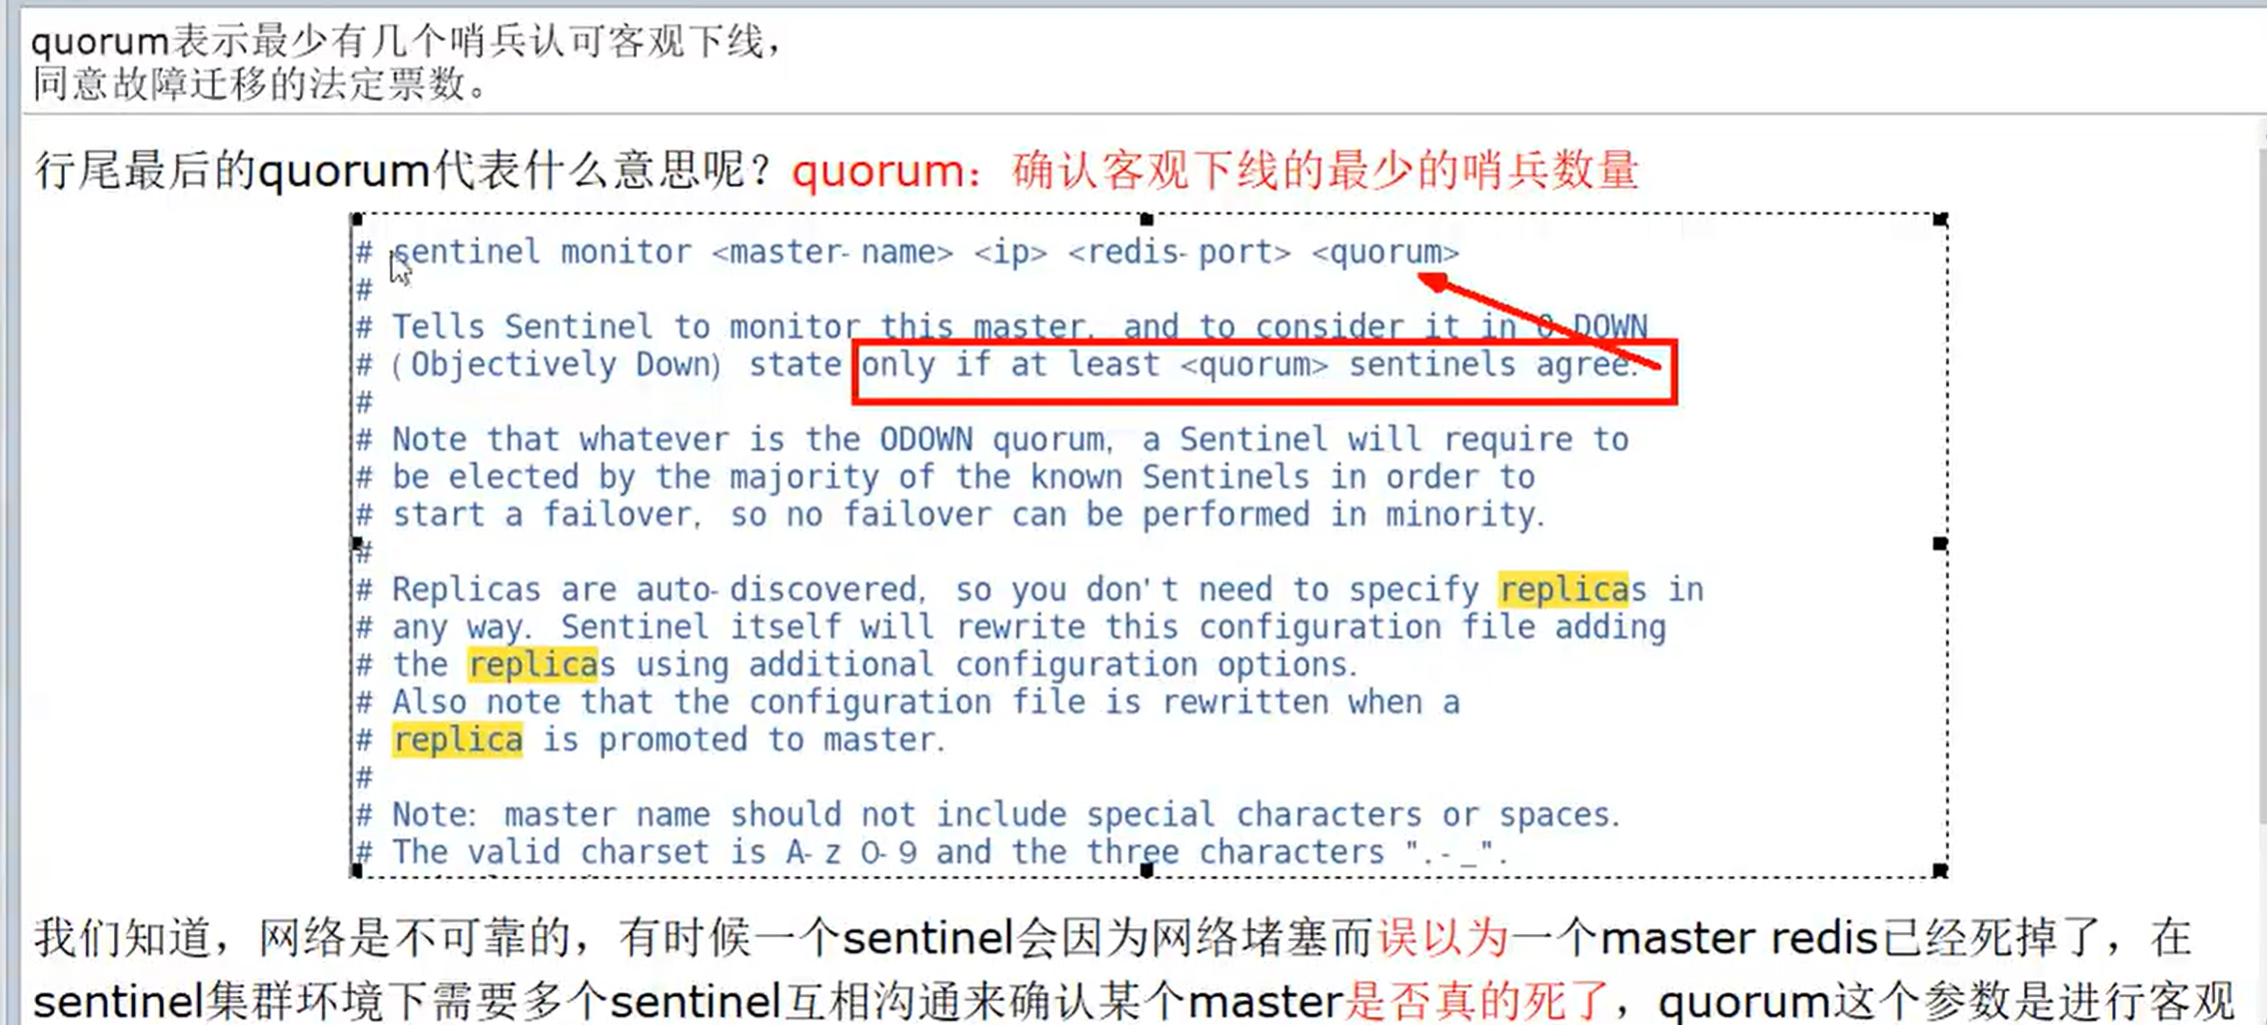 quorum表示最少有几个哨兵认可客观下线，
同意故障迁移的法定票数。
行尾最后的quorum代表什么意思呢？quorum：确认客观下线的最少的哨兵数量
# sentinel monitor <master-name> <ip> <redis-port> <quorum>
#
# Tells Sentinel to monitor this master, and to consider it in O_DOWN
# (Objectively Down) state only if at least <quorum> sentinels agree.
#
# Note that whatever is the ODOWN quorum, a Sentinel will require to
# be elected by the majority of the known Sentinels in order to
# start a failover, so no failover can be performed in minority.
#
# Replicas are auto-discovered, so you don't need to specify replicas in
# any way. Sentinel itself will rewrite this configuration file adding
# the replicas using additional configuration options.
# Also note that the configuration file is rewritten when a
# replica is promoted to master.
#
# Note: master name should not include special characters or spaces.
# The valid charset is A-z 0-9 and the three characters ".-_".
我们知道，网络是不可靠的，有时候一个sentinel会因为网络堵塞而误以为一个master redis已经死掉了，在
sentinel集群环境下需要多个sentinel互相沟通来确认某个master是否真的死了，quorum这个参数是进行客观